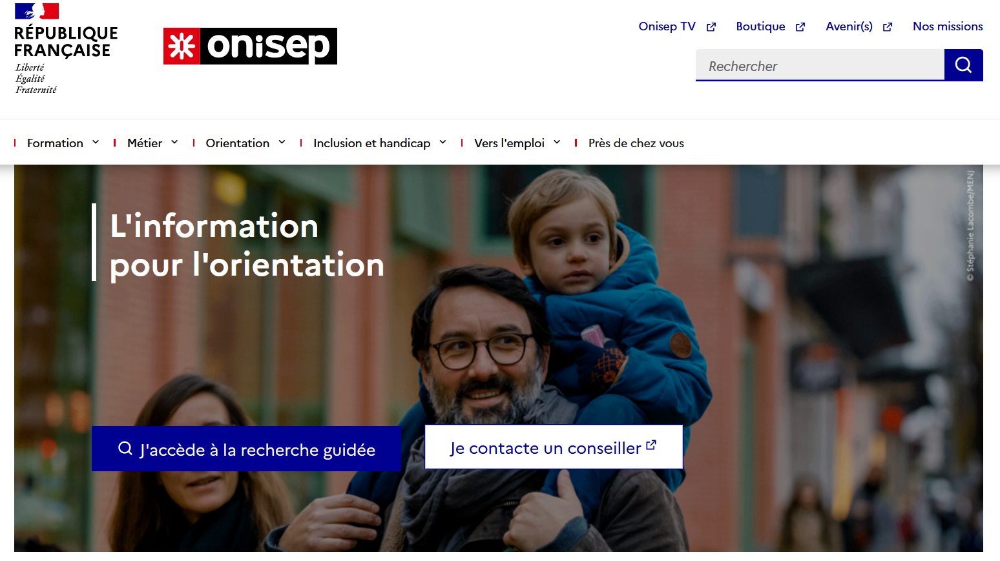 RÉPUBLIQUE
FRANÇAISE
Liberté
Égalité
Fraternité
onisep
Onisep TV
Boutique
Avenir(s)
Nos missions
Rechercher
Formation
Métier
Orientation
Inclusion et handicap
Vers l'emploi
Près de chez vous
© Stéphanie Lacombe/MENJ
L'information
pour l'orientation
J'accède à la recherche guidée
Je contacte un conseiller